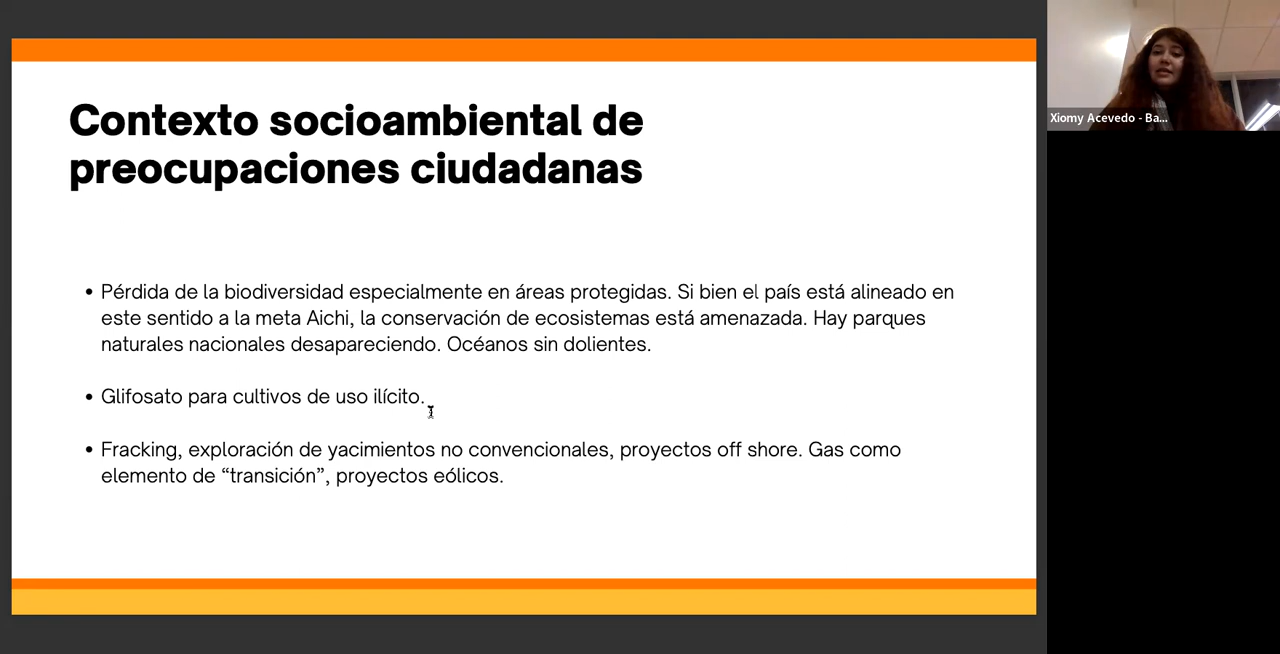 Contexto socioambiental de
preocupaciones ciudadanas
• Pérdida de la biodiversidad especialmente en áreas protegidas. Si bien el país está alineado en
este sentido a la meta Aichi, la conservación de ecosistemas está amenazada. Hay parques
naturales nacionales desapareciendo. Océanos sin dolientes.
• Glifosato para cultivos de uso ilícito.
• Fracking, exploración de yacimientos no convencionales, proyectos off shore. Gas como
elemento de “transición”, proyectos eólicos.
Xiomy Acevedo - Ba...